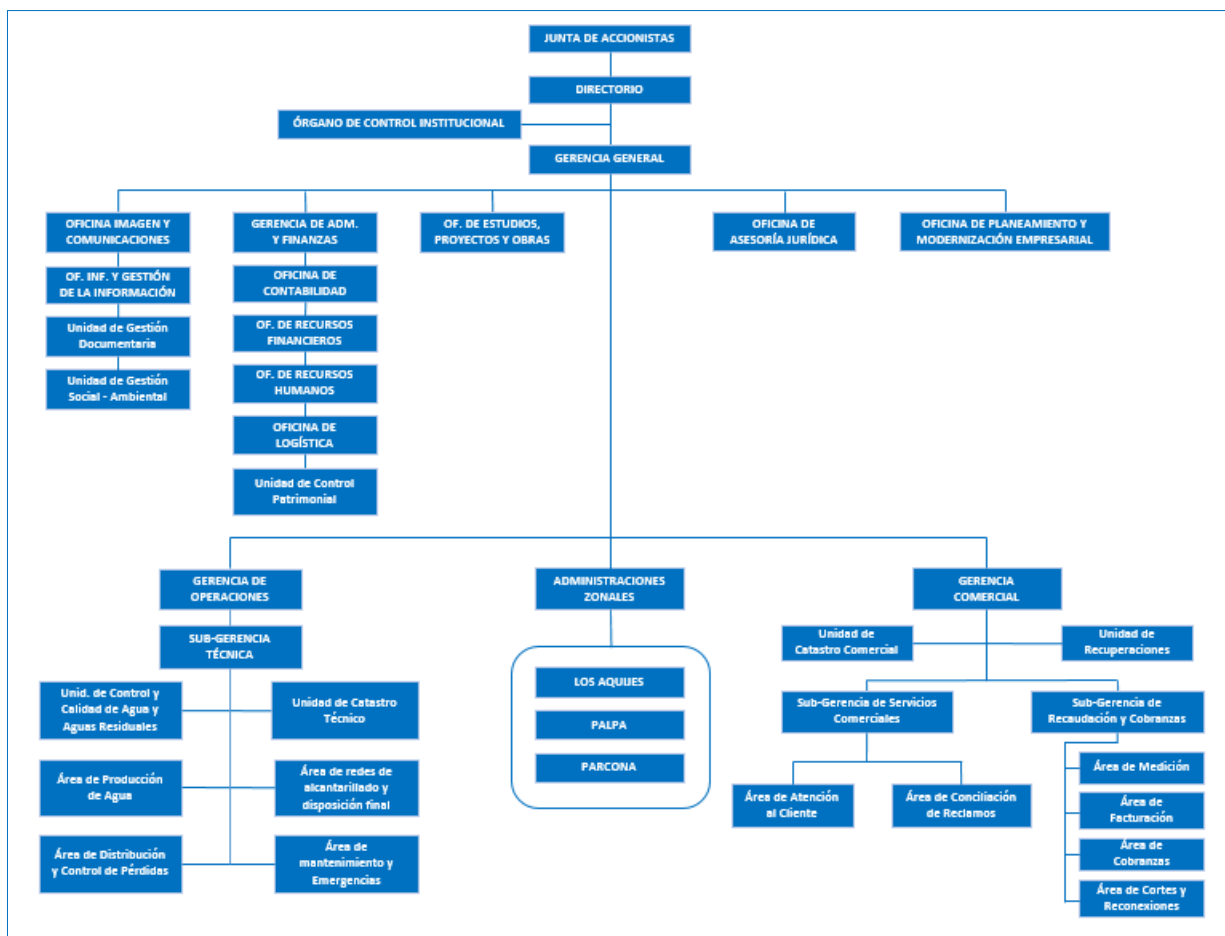 JUNTA DE ACCIONISTAS
DIRECTORIO
ÓRGANO DE CONTROL INSTITUCIONAL
GERENCIA GENERAL
OFICINA IMAGEN Y
COMUNICACIONES
GERENCIA DE ADM.
Y FINANZAS
OF. DE ESTUDIOS,
PROYECTOS Y OBRAS
OFICINA DE
ASESORÍA JURÍDICA
OFICINA DE PLANEAMIENTO Y
MODERNIZACIÓN EMPRESARIAL
OF. INF. Y GESTIÓN
DE LA INFORMACIÓN
Unidad de Gestión
Documentaria
Unidad de Gestión
Social - Ambiental
OFICINA DE
CONTABILIDAD
OF. DE RECURSOS
FINANCIEROS
OF. DE RECURSOS
HUMANOS
OFICINA DE
LOGÍSTICA
Unidad de Control
Patrimonial
GERENCIA DE
OPERACIONES
SUB-GERENCIA
TÉCNICA
Unid. de Control y
Calidad de Agua y
Aguas Residuales
Unidad de Catastro
Técnico
Área de Producción
de Agua
Área de redes de
alcantarillado y
disposición final
Área de Distribución
y Control de Pérdidas
Área de
mantenimiento y
Emergencias
ADMINISTRACIONES
ZONALES
LOS AQUIJES
PALPA
PARCONA
GERENCIA
COMERCIAL
Unidad de
Catastro Comercial
Unidad de
Recuperaciones
Sub-Gerencia de Servicios
Comerciales
Sub-Gerencia de
Recaudación y Cobranzas
Área de Atención
al Cliente
Área de Conciliación
de Reclamos
Área de Medición
Área de
Facturación
Área de
Cobranzas
Área de Cortes y
Reconexiones